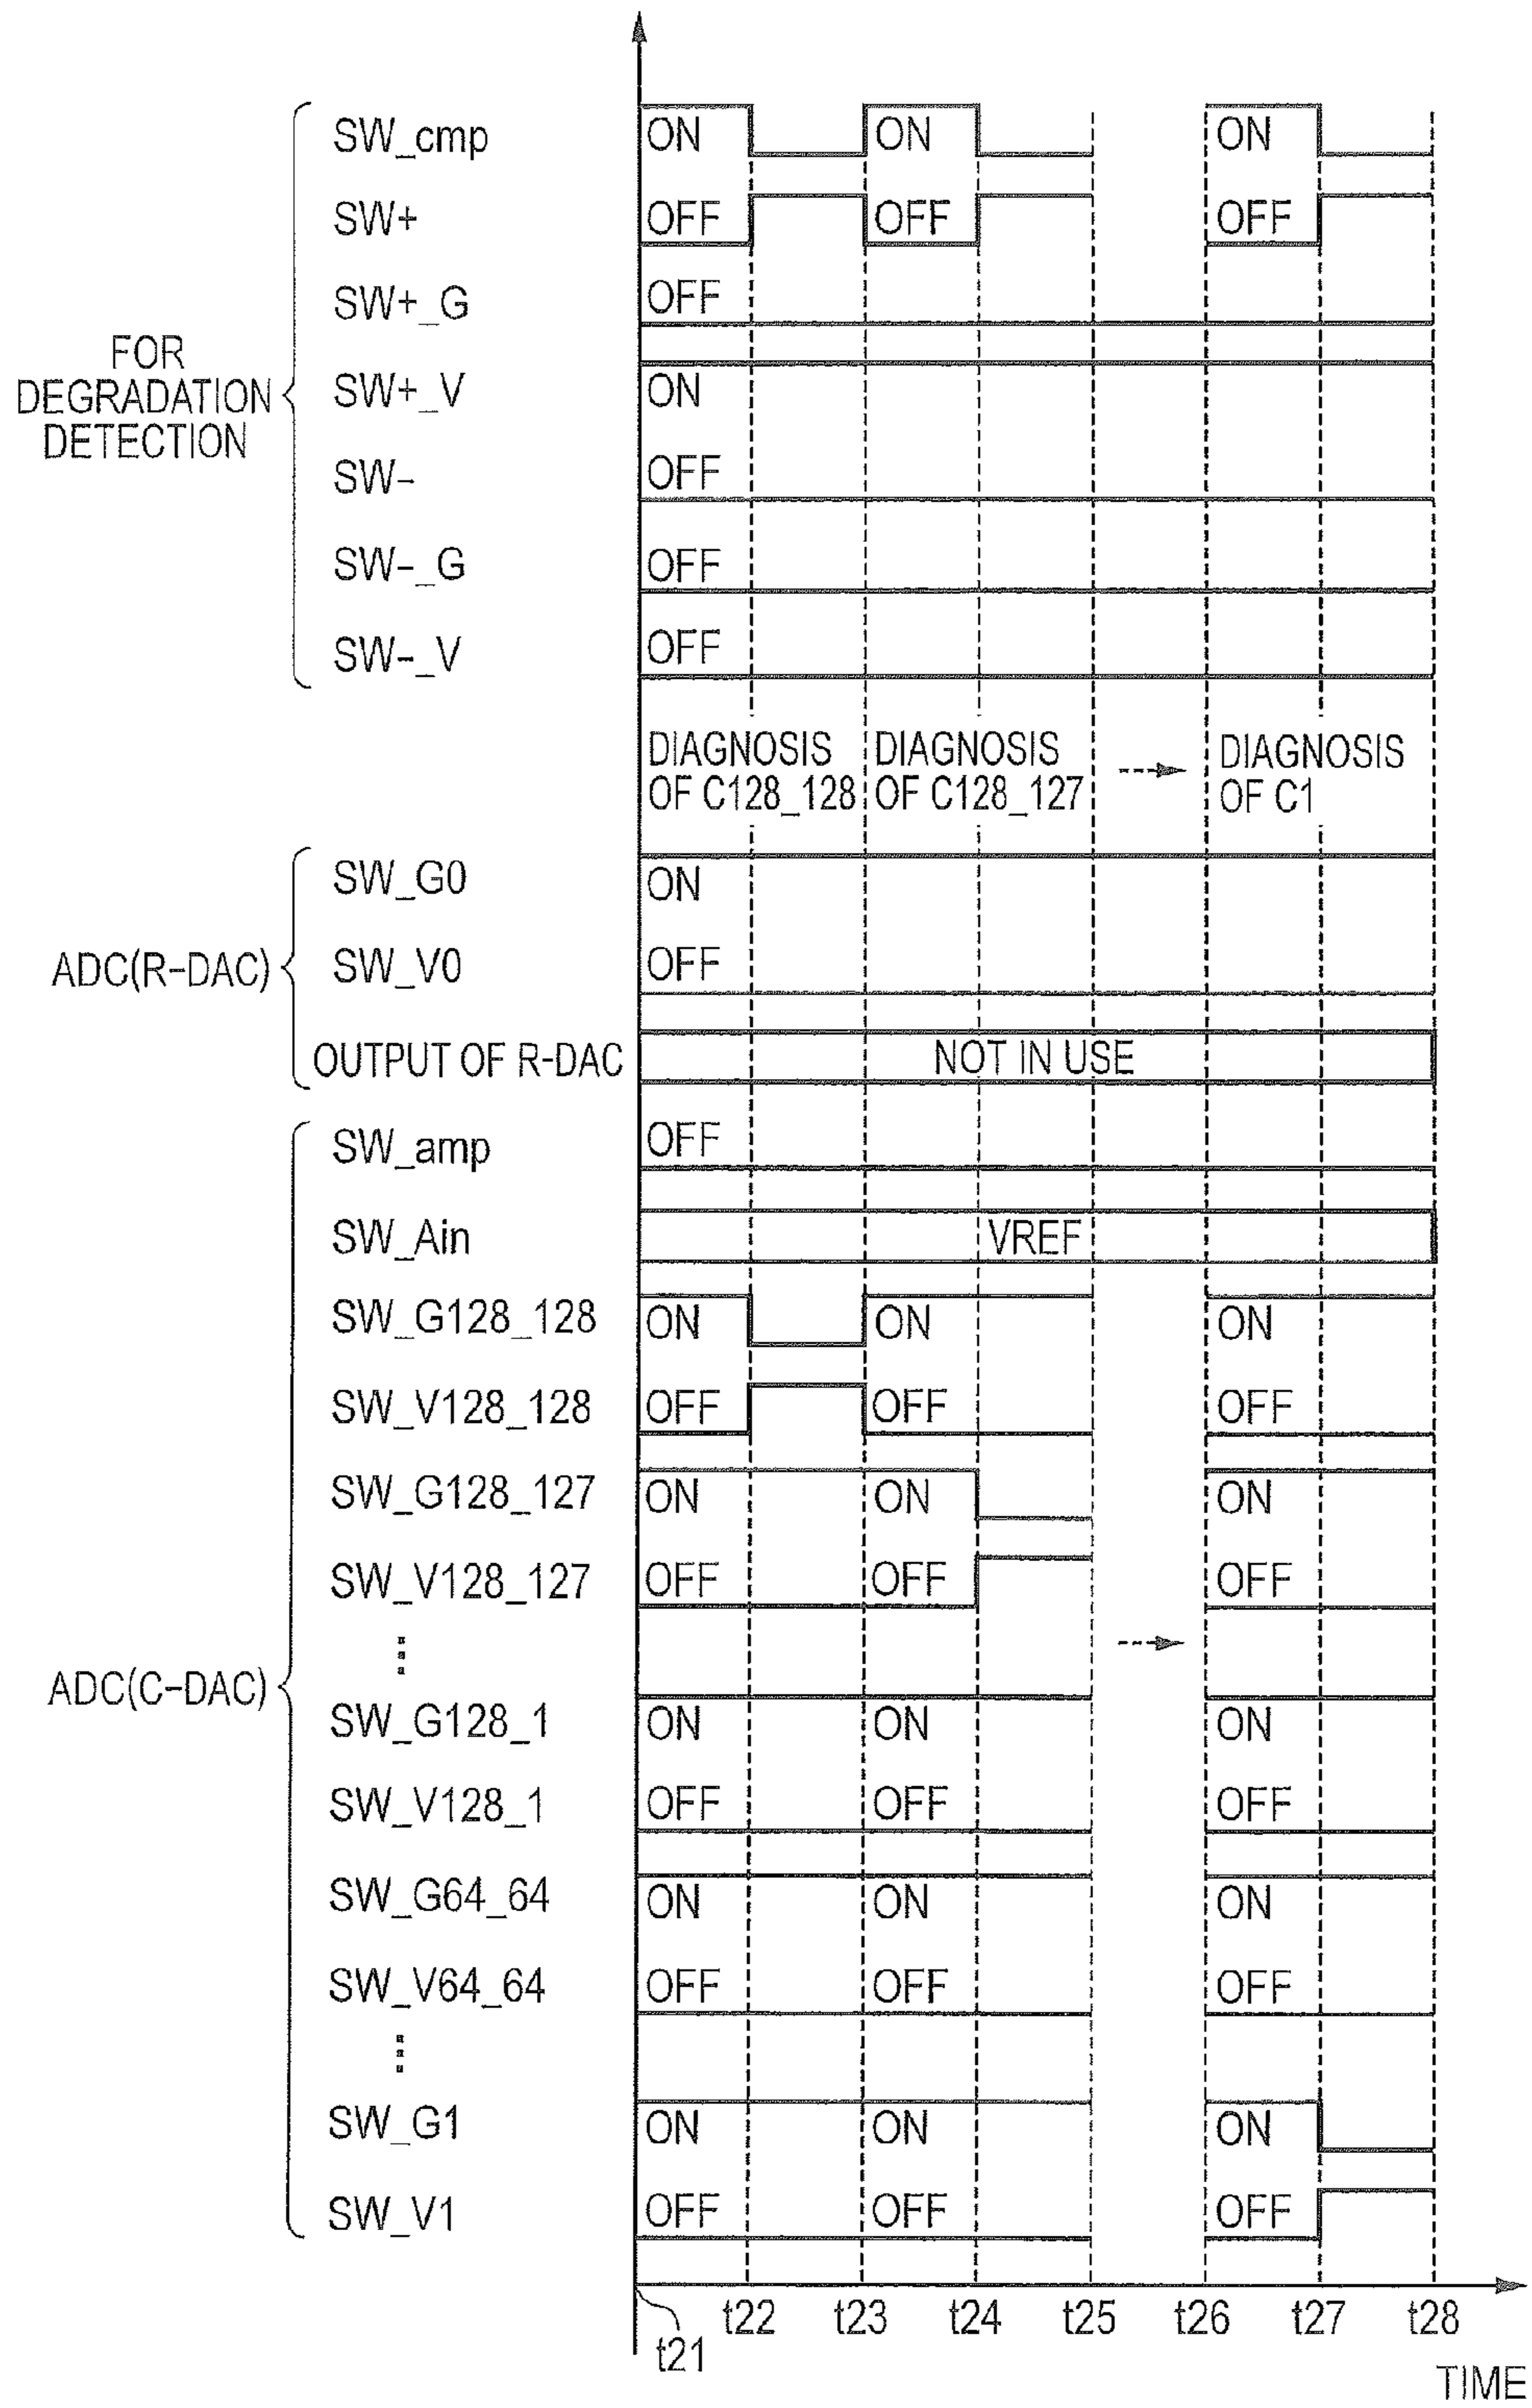 SW_cmp ON ON ON
SW+ OFF OFF OFF
SW+_G OFF
FOR
DEGRADATION
DETECTION
SW+_V ON
SW- OFF
SW-_G OFF
SW-_V OFF
DIAGNOSIS OF C128_128
DIAGNOSIS OF C128_127
DIAGNOSIS OF C1
SW_G0 ON
ADC(R-DAC) SW_V0 OFF
OUTPUT OF R-DAC NOT IN USE
SW_amp OFF
SW_Ain VREF
SW_G128_128 ON ON ON
SW_V128_128 OFF OFF OFF
SW_G128_127 ON ON ON
SW_V128_127 OFF OFF OFF
ADC(C-DAC)
SW_G128_1 ON ON ON
SW_V128_1 OFF OFF OFF
SW_G64_64 ON ON ON
SW_V64_64 OFF OFF OFF
SW_G1 ON ON ON
SW_V1 OFF OFF OFF
t21 t22 t23 t24 t25 t26 t27 t28
TIME